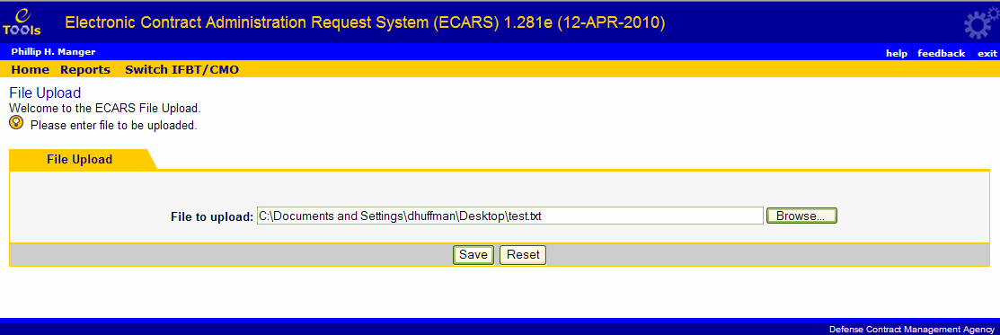 e
TOOls
Electronic Contract Administration Request System (ECARS) 1.281e (12-APR-2010)
Phillip H. Manger
help feedback exit
Home Reports Switch IFBT/CMO
File Upload
Welcome to the ECARS File Upload.
Please enter file to be uploaded.
File Upload
File to upload: C:\Documents and Settings\dhuffman\Desktop\test.txt Browse...
Save Reset
Defense Contract Management Agency